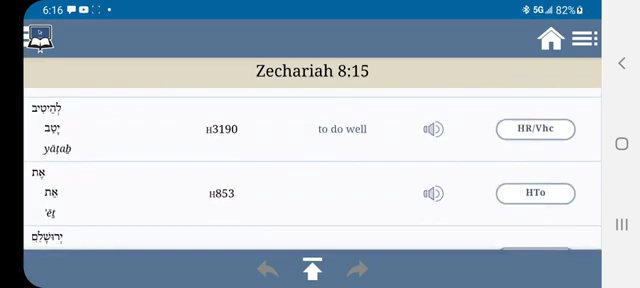 6:16 5G 82%
Zechariah 8:15
לְהֵיטִיב
יָטַב H3190 to do well HR/Vhc
yāṭaḇ
אֶת
אֵת H853 HTo
'ēṯ
יְרוּשָׁלִַם